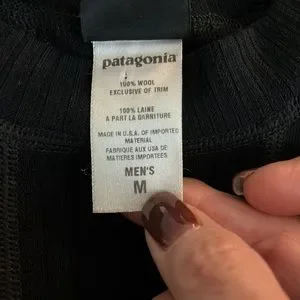 patagonia
100% WOOL
EXCLUSIVE OF TRIM
100% LAINE
A PART LA GARNITURE
MADE IN U.S.A. OF IMPORTED
MATERIAL
FABRIQUE AUX USA DE
MATIERES IMPORTEES.
MEN'S
M